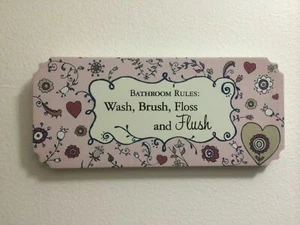 BATHROOM RULES:
Wash, Brush, Floss
and Flush